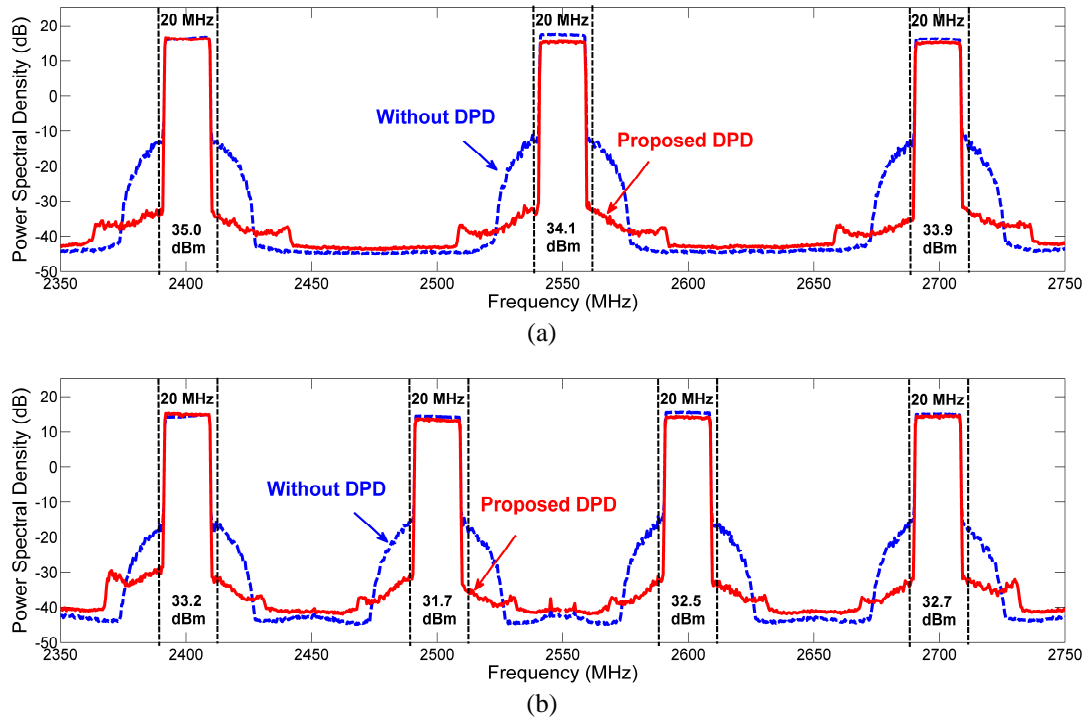 20 MHz 20 MHz 20 MHz
Power Spectral Density (dB)
20
10
0
-10
-20
-30
-40
-50
Without DPD
Proposed DPD
35.0
dBm
34.1
dBm
33.9
dBm
2350 2400 2450 2500 2550 2600 2650 2700 2750
Frequency (MHz)
(a)
20 MHz 20 MHz 20 MHz 20 MHz
Power Spectral Density (dB)
20
10
0
-10
-20
-30
-40
-50
Without DPD
Proposed DPD
33.2
dBm
31.7
dBm
32.5
dBm
32.7
dBm
2350 2400 2450 2500 2550 2600 2650 2700 2750
Frequency (MHz)
(b)